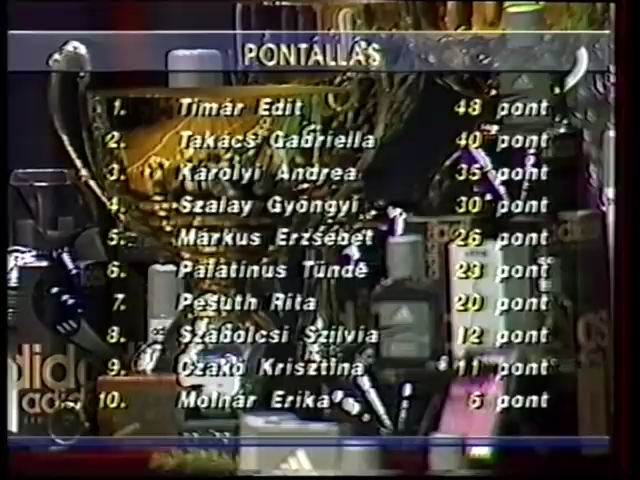 PONTÁLLÁS
1. Tímár Edit 48 pont
2. Takács Gabriella 40 pont
3. Károlyi Andrea 35 pont
4. Szalay Gyöngyi 30 pont
5. Márkus Erzsébet 26 pont
6. Palatinus Tünde 23 pont
7. Pesuth Rita 20 pont
8. Szabolcsi Szilvia 12 pont
9. Czakó Krisztina 11 pont
10. Molnár Erika 6 pont
adidas